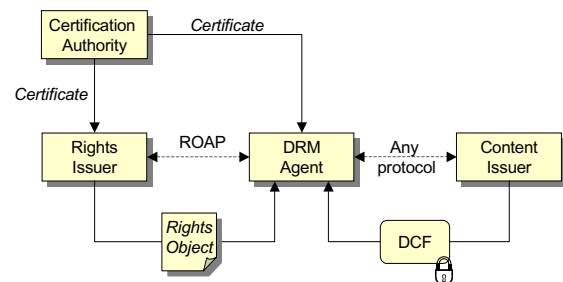 Certification
Authority
Certificate
Certificate
Rights
Issuer
ROAP
DRM
Agent
Any
protocol
Content
Issuer
Rights
Object
DCF